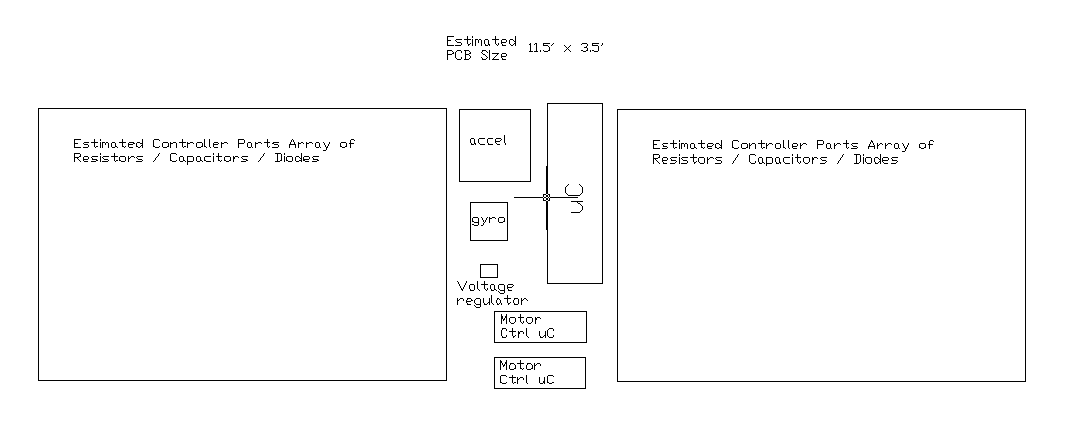 Estimated
PCB Size
11.5' x 3.5'
Estimated Controller Parts Array of
Resistors / Capacitors / Diodes
accel
uC
gyro
Voltage
regulator
Motor
Ctrl uC
Motor
Ctrl uC
Estimated Controller Parts Array of
Resistors / Capacitors / Diodes